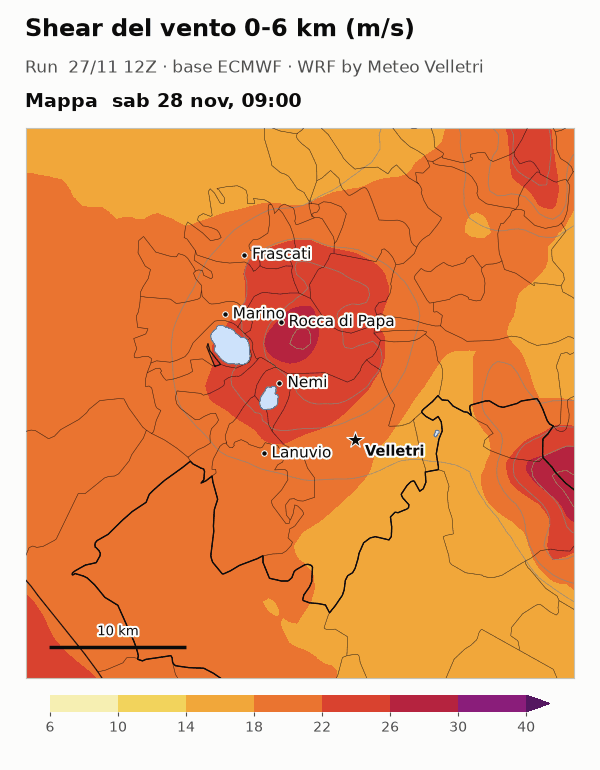 Shear del vento 0-6 km (m/s)
Run  27/11 12Z · base ECMWF · WRF by Meteo Velletri
Mappa  sab 28 nov, 09:00
Frascati
Marino
Rocca di Papa
Nemi
Velletri
Lanuvio
10 km
6 10 14 18 22 26 30 40